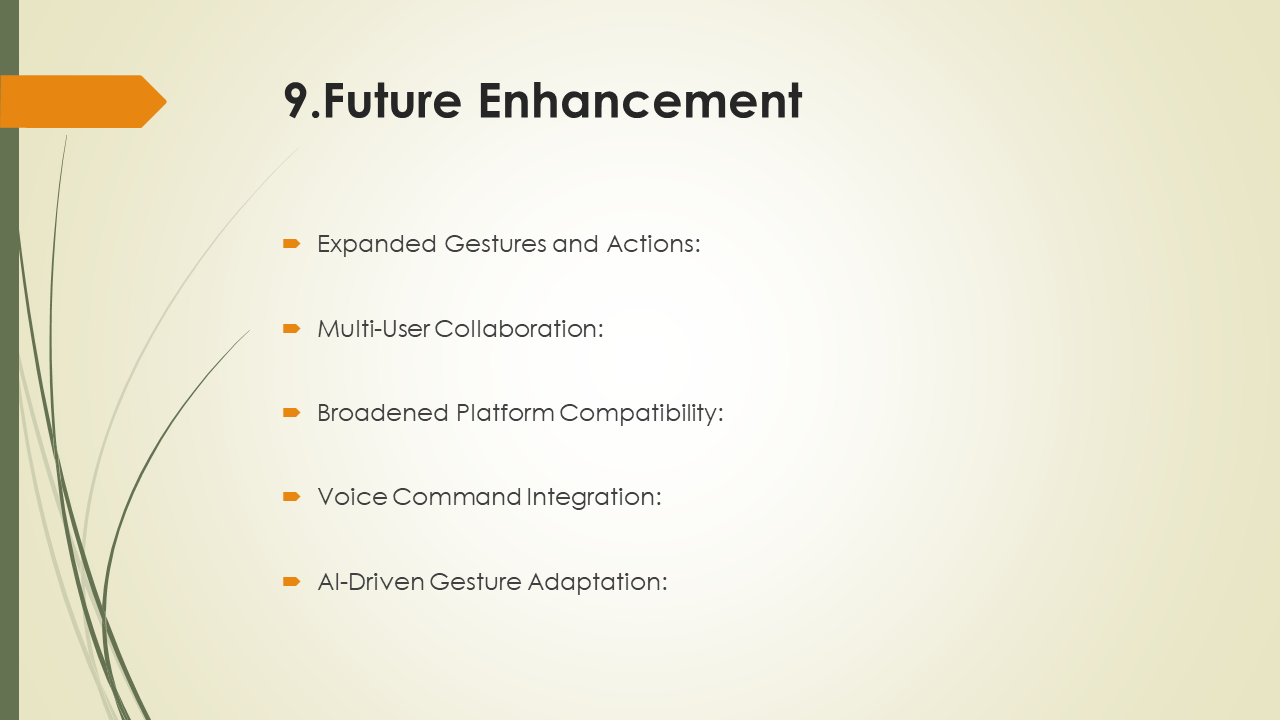 9.Future Enhancement
Expanded Gestures and Actions:
Multi-User Collaboration:
Broadened Platform Compatibility:
Voice Command Integration:
AI-Driven Gesture Adaptation: